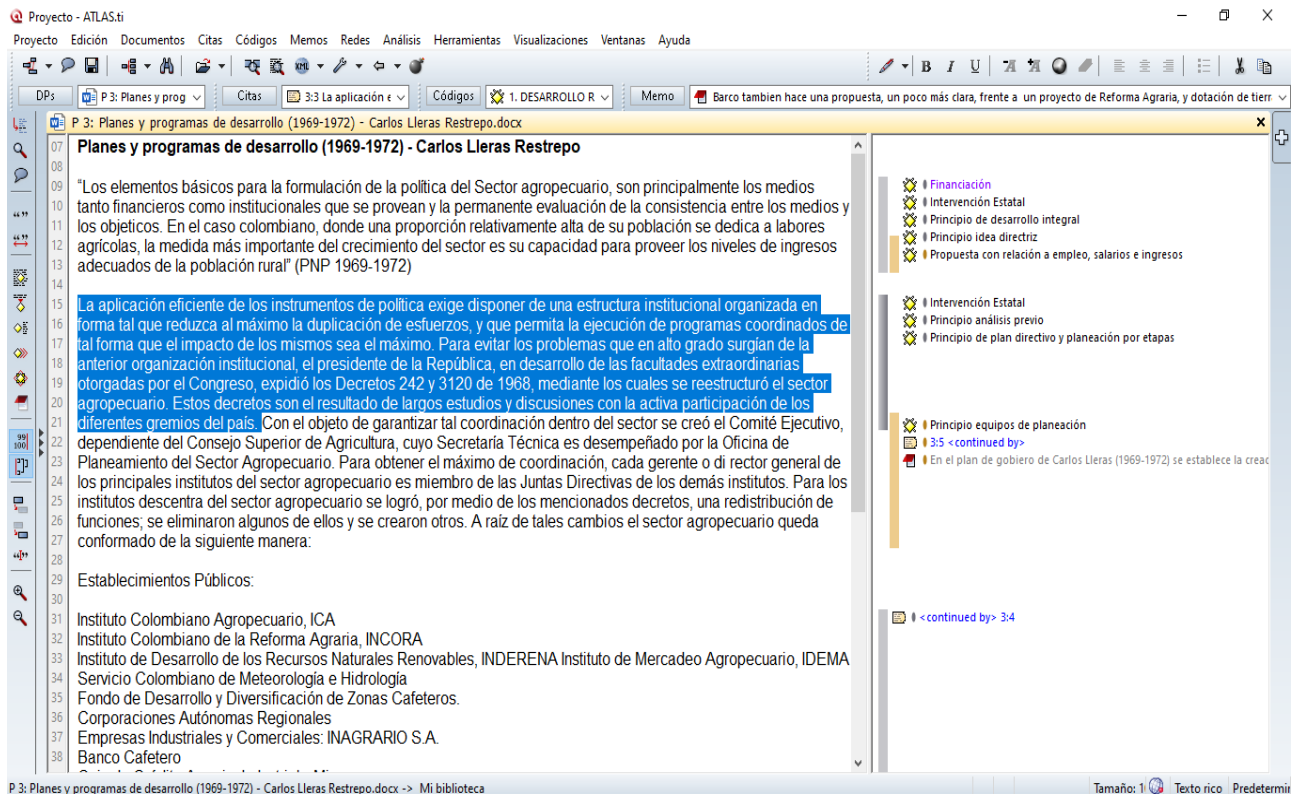 Proyecto - ATLAS.ti
Proyecto Edición Documentos Citas Códigos Memos Redes Análisis Herramientas Visualizaciones Ventanas Ayuda
DPs P 3: Planes y prog Citas 3:3 La aplicación e Códigos 1. DESARROLLO R Memo Barco tambien hace una propuesta, un poco más clara, frente a un proyecto de Reforma Agraria, y dotación de tierr
P 3: Planes y programas de desarrollo (1969-1972) - Carlos Lleras Restrepo.docx
07 Planes y programas de desarrollo (1969-1972) - Carlos Lleras Restrepo
08
09 “Los elementos básicos para la formulación de la política del Sector agropecuario, son principalmente los medios
10 tanto financieros como institucionales que se provean y la permanente evaluación de la consistencia entre los medios y
11 los objeticos. En el caso colombiano, donde una proporción relativamente alta de su población se dedica a labores
12 agrícolas, la medida más importante del crecimiento del sector es su capacidad para proveer los niveles de ingresos
13 adecuados de la población rural” (PNP 1969-1972)
14
15 La aplicación eficiente de los instrumentos de política exige disponer de una estructura institucional organizada en
16 forma tal que reduzca al máximo la duplicación de esfuerzos, y que permita la ejecución de programas coordinados de
17 tal forma que el impacto de los mismos sea el máximo. Para evitar los problemas que en alto grado surgían de la
18 anterior organización institucional, el presidente de la República, en desarrollo de las facultades extraordinarias
19 otorgadas por el Congreso, expidió los Decretos 242 y 3120 de 1968, mediante los cuales se reestructuró el sector
20 agropecuario. Estos decretos son el resultado de largos estudios y discusiones con la activa participación de los
21 diferentes gremios del país. Con el objeto de garantizar tal coordinación dentro del sector se creó el Comité Ejecutivo,
22 dependiente del Consejo Superior de Agricultura, cuyo Secretaría Técnica es desempeñado por la Oficina de
23 Planeamiento del Sector Agropecuario. Para obtener el máximo de coordinación, cada gerente o di rector general de
24 los principales institutos del sector agropecuario es miembro de las Juntas Directivas de los demás institutos. Para los
25 institutos descentra del sector agropecuario se logró, por medio de los mencionados decretos, una redistribución de
26 funciones; se eliminaron algunos de ellos y se crearon otros. A raíz de tales cambios el sector agropecuario queda
27 conformado de la siguiente manera:
28
29 Establecimientos Públicos:
30
31 Instituto Colombiano Agropecuario, ICA
32 Instituto Colombiano de la Reforma Agraria, INCORA
33 Instituto de Desarrollo de los Recursos Naturales Renovables, INDERENA Instituto de Mercadeo Agropecuario, IDEMA
34 Servicio Colombiano de Meteorología e Hidrología
35 Fondo de Desarrollo y Diversificación de Zonas Cafeteros.
36 Corporaciones Autónomas Regionales
37 Empresas Industriales y Comerciales: INAGRARIO S.A.
38 Banco Cafetero
Financiación
Intervención Estatal
Principio de desarrollo integral
Principio idea directriz
Propuesta con relación a empleo, salarios e ingresos
Intervención Estatal
Principio análisis previo
Principio de plan directivo y planeación por etapas
Principio equipos de planeación
3:5 <continued by>
En el plan de gobiero de Carlos Lleras (1969-1972) se establece la creac
<continued by> 3:4
P 3: Planes y programas de desarrollo (1969-1972) - Carlos Lleras Restrepo.docx -> Mi biblioteca
Tamaño: 1 Texto rico Predetermin